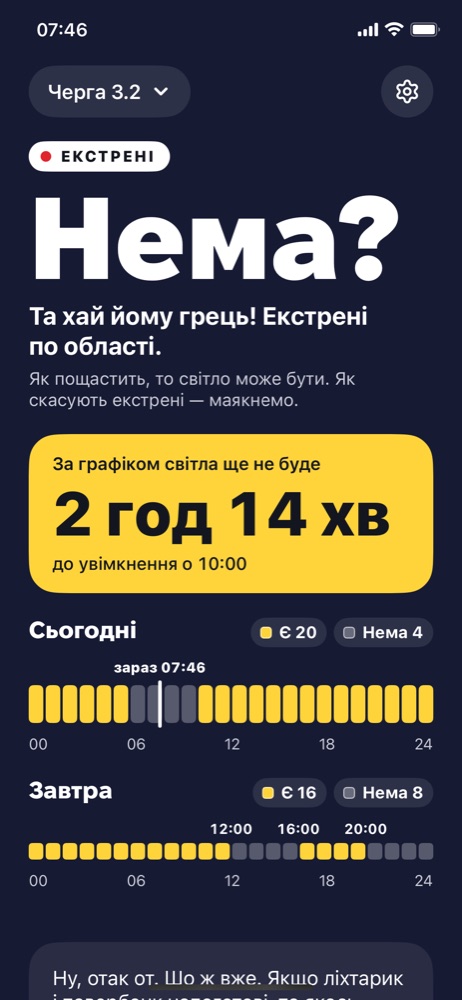 07:46
Черга 3.2
ЕКСТРЕНІ
Нема?
Та хай йому грець! Екстрені
по області.
Як пощастить, то світло може бути. Як
скасують екстрені — маякнемо.
За графіком світла ще не буде
2 год 14 хв
до увімкнення о 10:00
Сьогодні
Є 20
Нема 4
зараз 07:46
00 06 12 18 24
Завтра
Є 16
Нема 8
12:00 16:00 20:00
00 06 12 18 24
Ну, отак от. Шо ж вже. Якщо ліхтарик